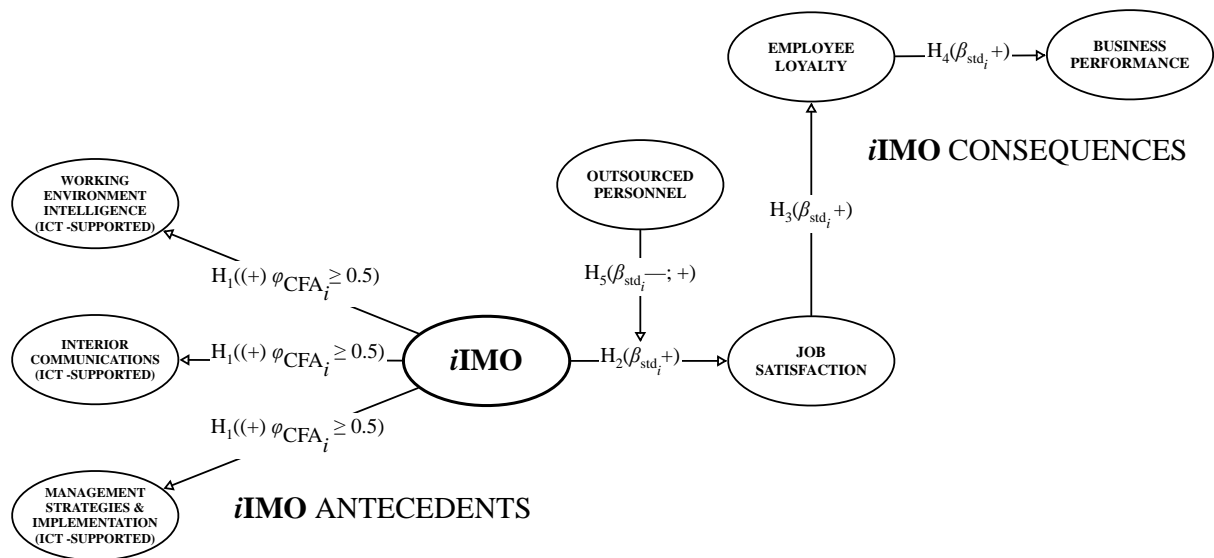 EMPLOYEE
LOYALTY
H4(βstdi+)
BUSINESS
PERFORMANCE
iIMO CONSEQUENCES
WORKING
ENVIRONMENT
INTELLIGENCE
(ICT -SUPPORTED)
OUTSOURCED
PERSONNEL
H3(βstdi+)
H1((+) φCFAi ≥ 0.5)
H5(βstdi—; +)
INTERIOR
COMMUNICATIONS
(ICT -SUPPORTED)
H1((+) φCFAi ≥ 0.5)
iIMO
H2(βstdi+)
JOB
SATISFACTION
H1((+) φCFAi ≥ 0.5)
MANAGEMENT
STRATEGIES &
IMPLEMENTATION
(ICT -SUPPORTED)
iIMO ANTECEDENTS